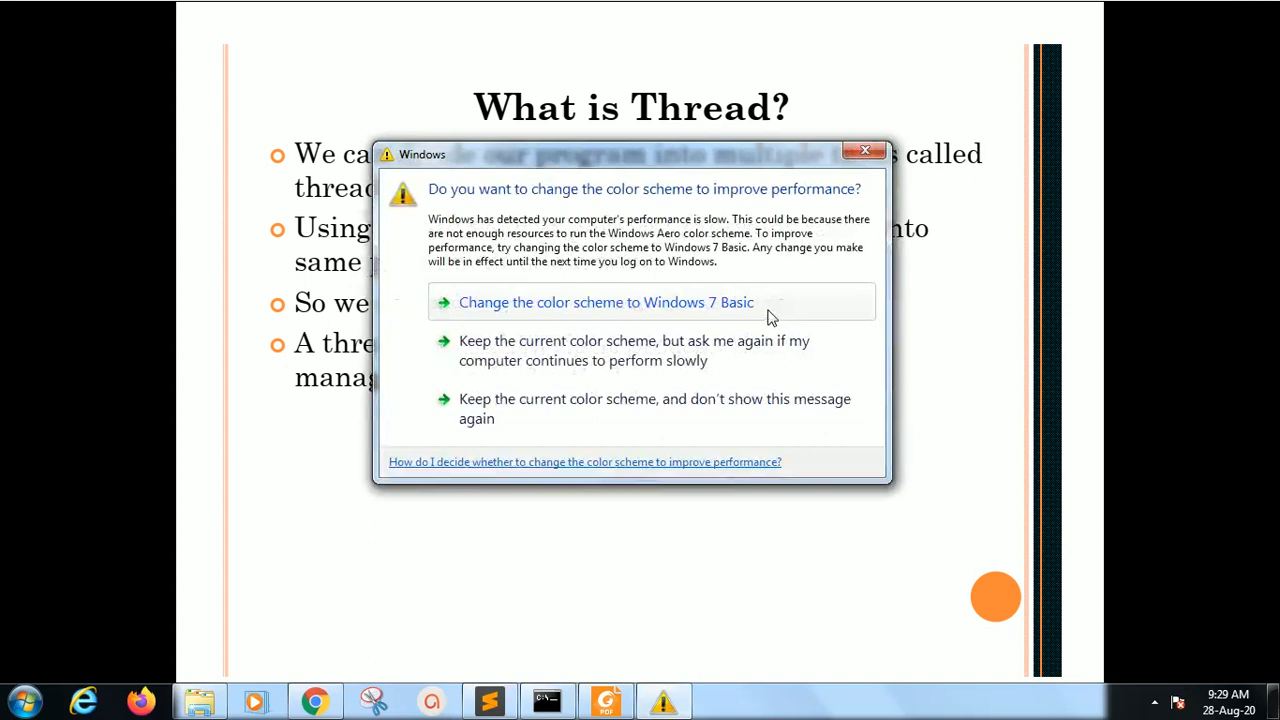 What is Thread?
We ca
called
thread
Using
nto
same
So we
A thre
manag
Windows
Do you want to change the color scheme to improve performance?
Windows has detected your computer's performance is slow. This could be because there
are not enough resources to run the Windows Aero color scheme. To improve
performance, try changing the color scheme to Windows 7 Basic. Any change you make
will be in effect until the next time you log on to Windows.
Change the color scheme to Windows 7 Basic
Keep the current color scheme, but ask me again if my
computer continues to perform slowly
Keep the current color scheme, and don't show this message
again
How do I decide whether to change the color scheme to improve performance?
C:\.
PDF
9:29 AM
28-Aug-20